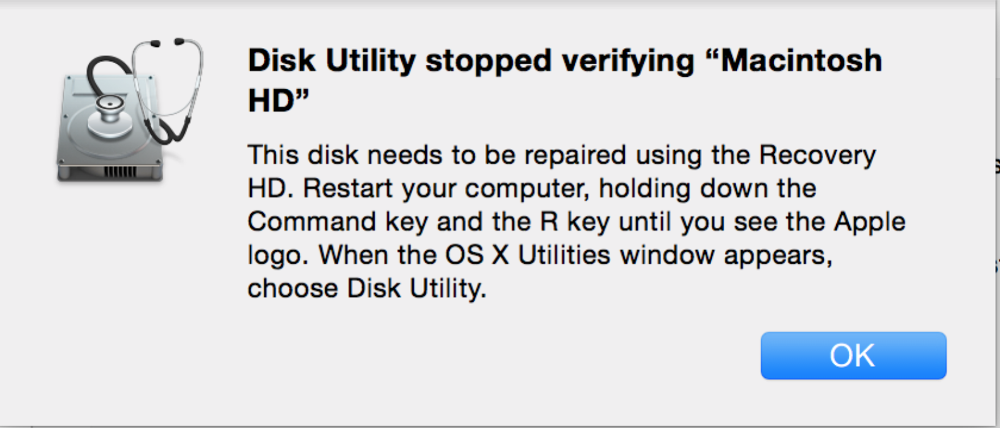 Disk Utility stopped verifying “Macintosh
HD”
This disk needs to be repaired using the Recovery
HD. Restart your computer, holding down the
Command key and the R key until you see the Apple
logo. When the OS X Utilities window appears,
choose Disk Utility.
OK